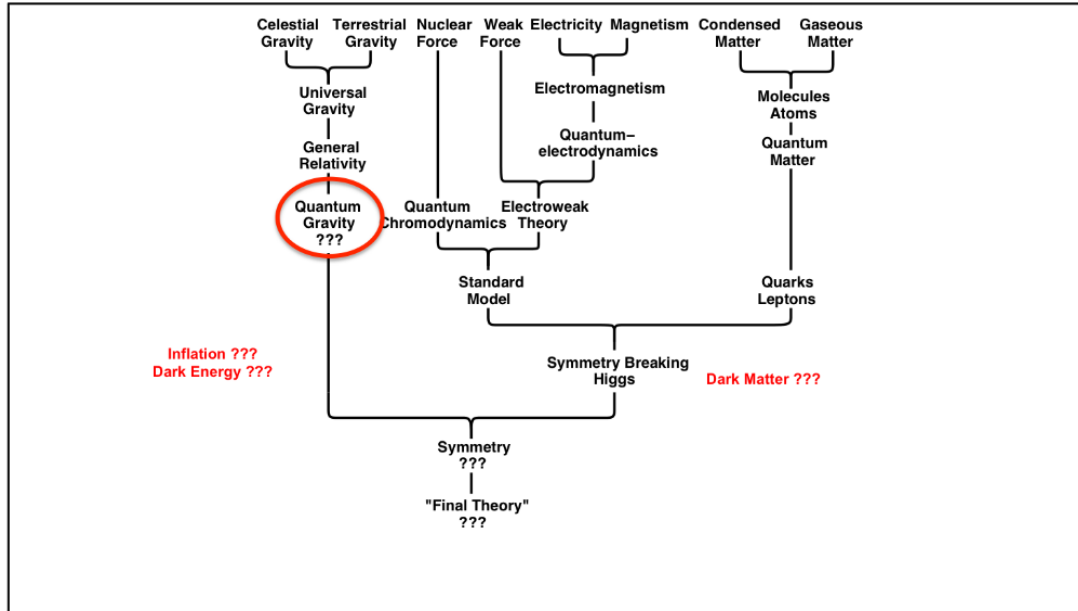 Celestial Gravity
Terrestrial Gravity
Nuclear Force
Weak Force
Electricity
Magnetism
Condensed Matter
Gaseous Matter
Universal Gravity
Electromagnetism
Molecules Atoms
General Relativity
Quantum–electrodynamics
Quantum Matter
Quantum Gravity ???
Quantum Chromodynamics
Electroweak Theory
Standard Model
Quarks Leptons
Inflation ???
Dark Energy ???
Symmetry Breaking Higgs
Dark Matter ???
Symmetry ???
"Final Theory" ???